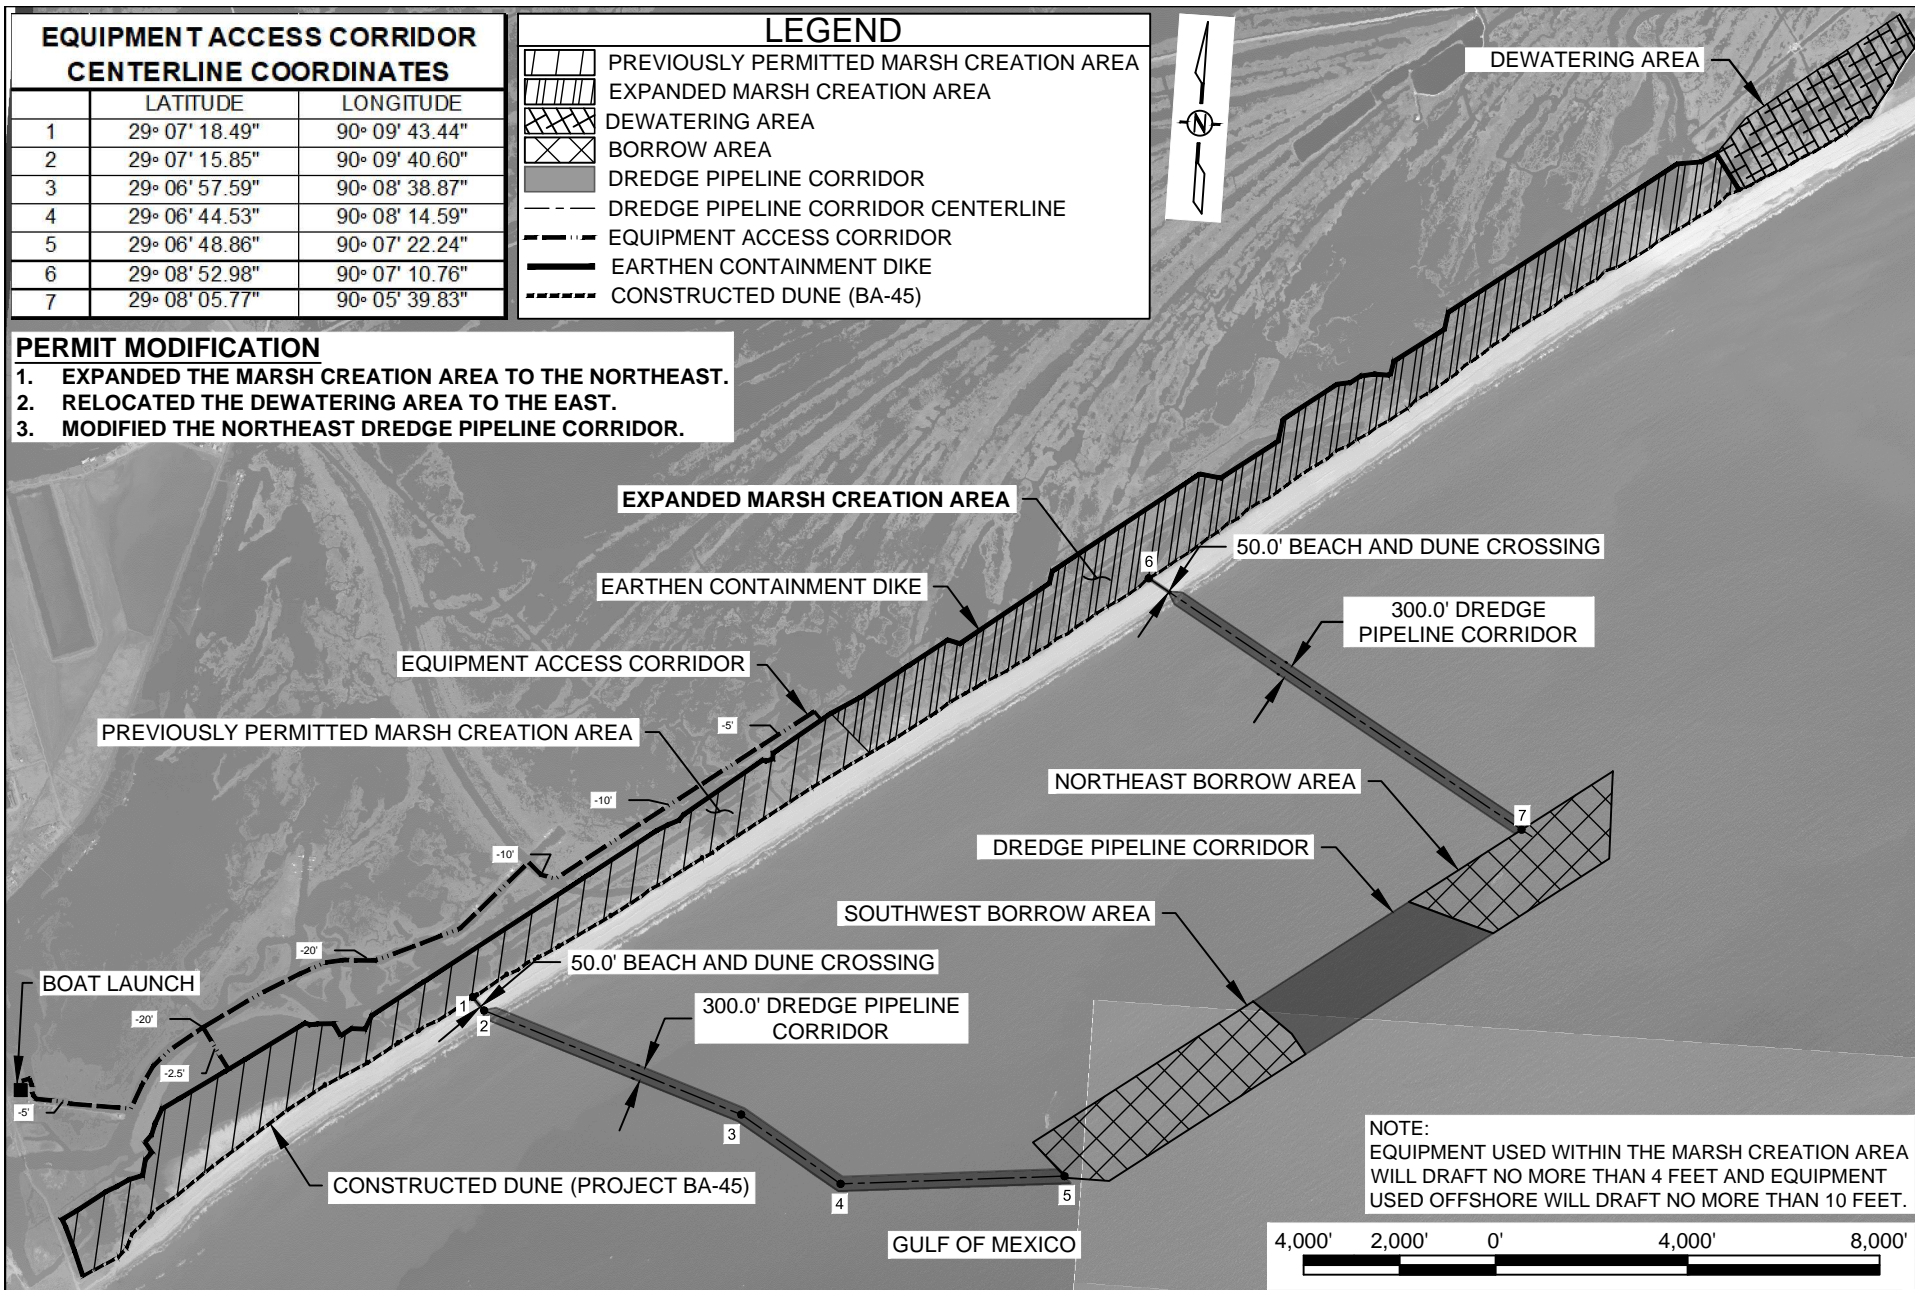 EQUIPMENT ACCESS CORRIDOR
CENTERLINE COORDINATES
LATITUDE LONGITUDE
1 29° 07' 18.49" 90° 09' 43.44"
2 29° 07' 15.85" 90° 09' 40.60"
3 29° 06' 57.59" 90° 08' 38.87"
4 29° 06' 44.53" 90° 08' 14.59"
5 29° 06' 48.86" 90° 07' 22.24"
6 29° 08' 52.98" 90° 07' 10.76"
7 29° 08' 05.77" 90° 05' 39.83"
LEGEND
PREVIOUSLY PERMITTED MARSH CREATION AREA
EXPANDED MARSH CREATION AREA
DEWATERING AREA
BORROW AREA
DREDGE PIPELINE CORRIDOR
DREDGE PIPELINE CORRIDOR CENTERLINE
EQUIPMENT ACCESS CORRIDOR
EARTHEN CONTAINMENT DIKE
CONSTRUCTED DUNE (BA-45)
N
DEWATERING AREA
PERMIT MODIFICATION
1. EXPANDED THE MARSH CREATION AREA TO THE NORTHEAST.
2. RELOCATED THE DEWATERING AREA TO THE EAST.
3. MODIFIED THE NORTHEAST DREDGE PIPELINE CORRIDOR.
EXPANDED MARSH CREATION AREA
50.0' BEACH AND DUNE CROSSING
6
EARTHEN CONTAINMENT DIKE
300.0' DREDGE
PIPELINE CORRIDOR
EQUIPMENT ACCESS CORRIDOR
-5'
PREVIOUSLY PERMITTED MARSH CREATION AREA
NORTHEAST BORROW AREA
-10'
7
DREDGE PIPELINE CORRIDOR
-10'
SOUTHWEST BORROW AREA
-20'
50.0' BEACH AND DUNE CROSSING
BOAT LAUNCH
1
300.0' DREDGE PIPELINE
CORRIDOR
-20'
2
-2.5'
-5'
3
CONSTRUCTED DUNE (PROJECT BA-45)
4
5
GULF OF MEXICO
NOTE:
EQUIPMENT USED WITHIN THE MARSH CREATION AREA
WILL DRAFT NO MORE THAN 4 FEET AND EQUIPMENT
USED OFFSHORE WILL DRAFT NO MORE THAN 10 FEET.
4,000' 2,000' 0' 4,000' 8,000'